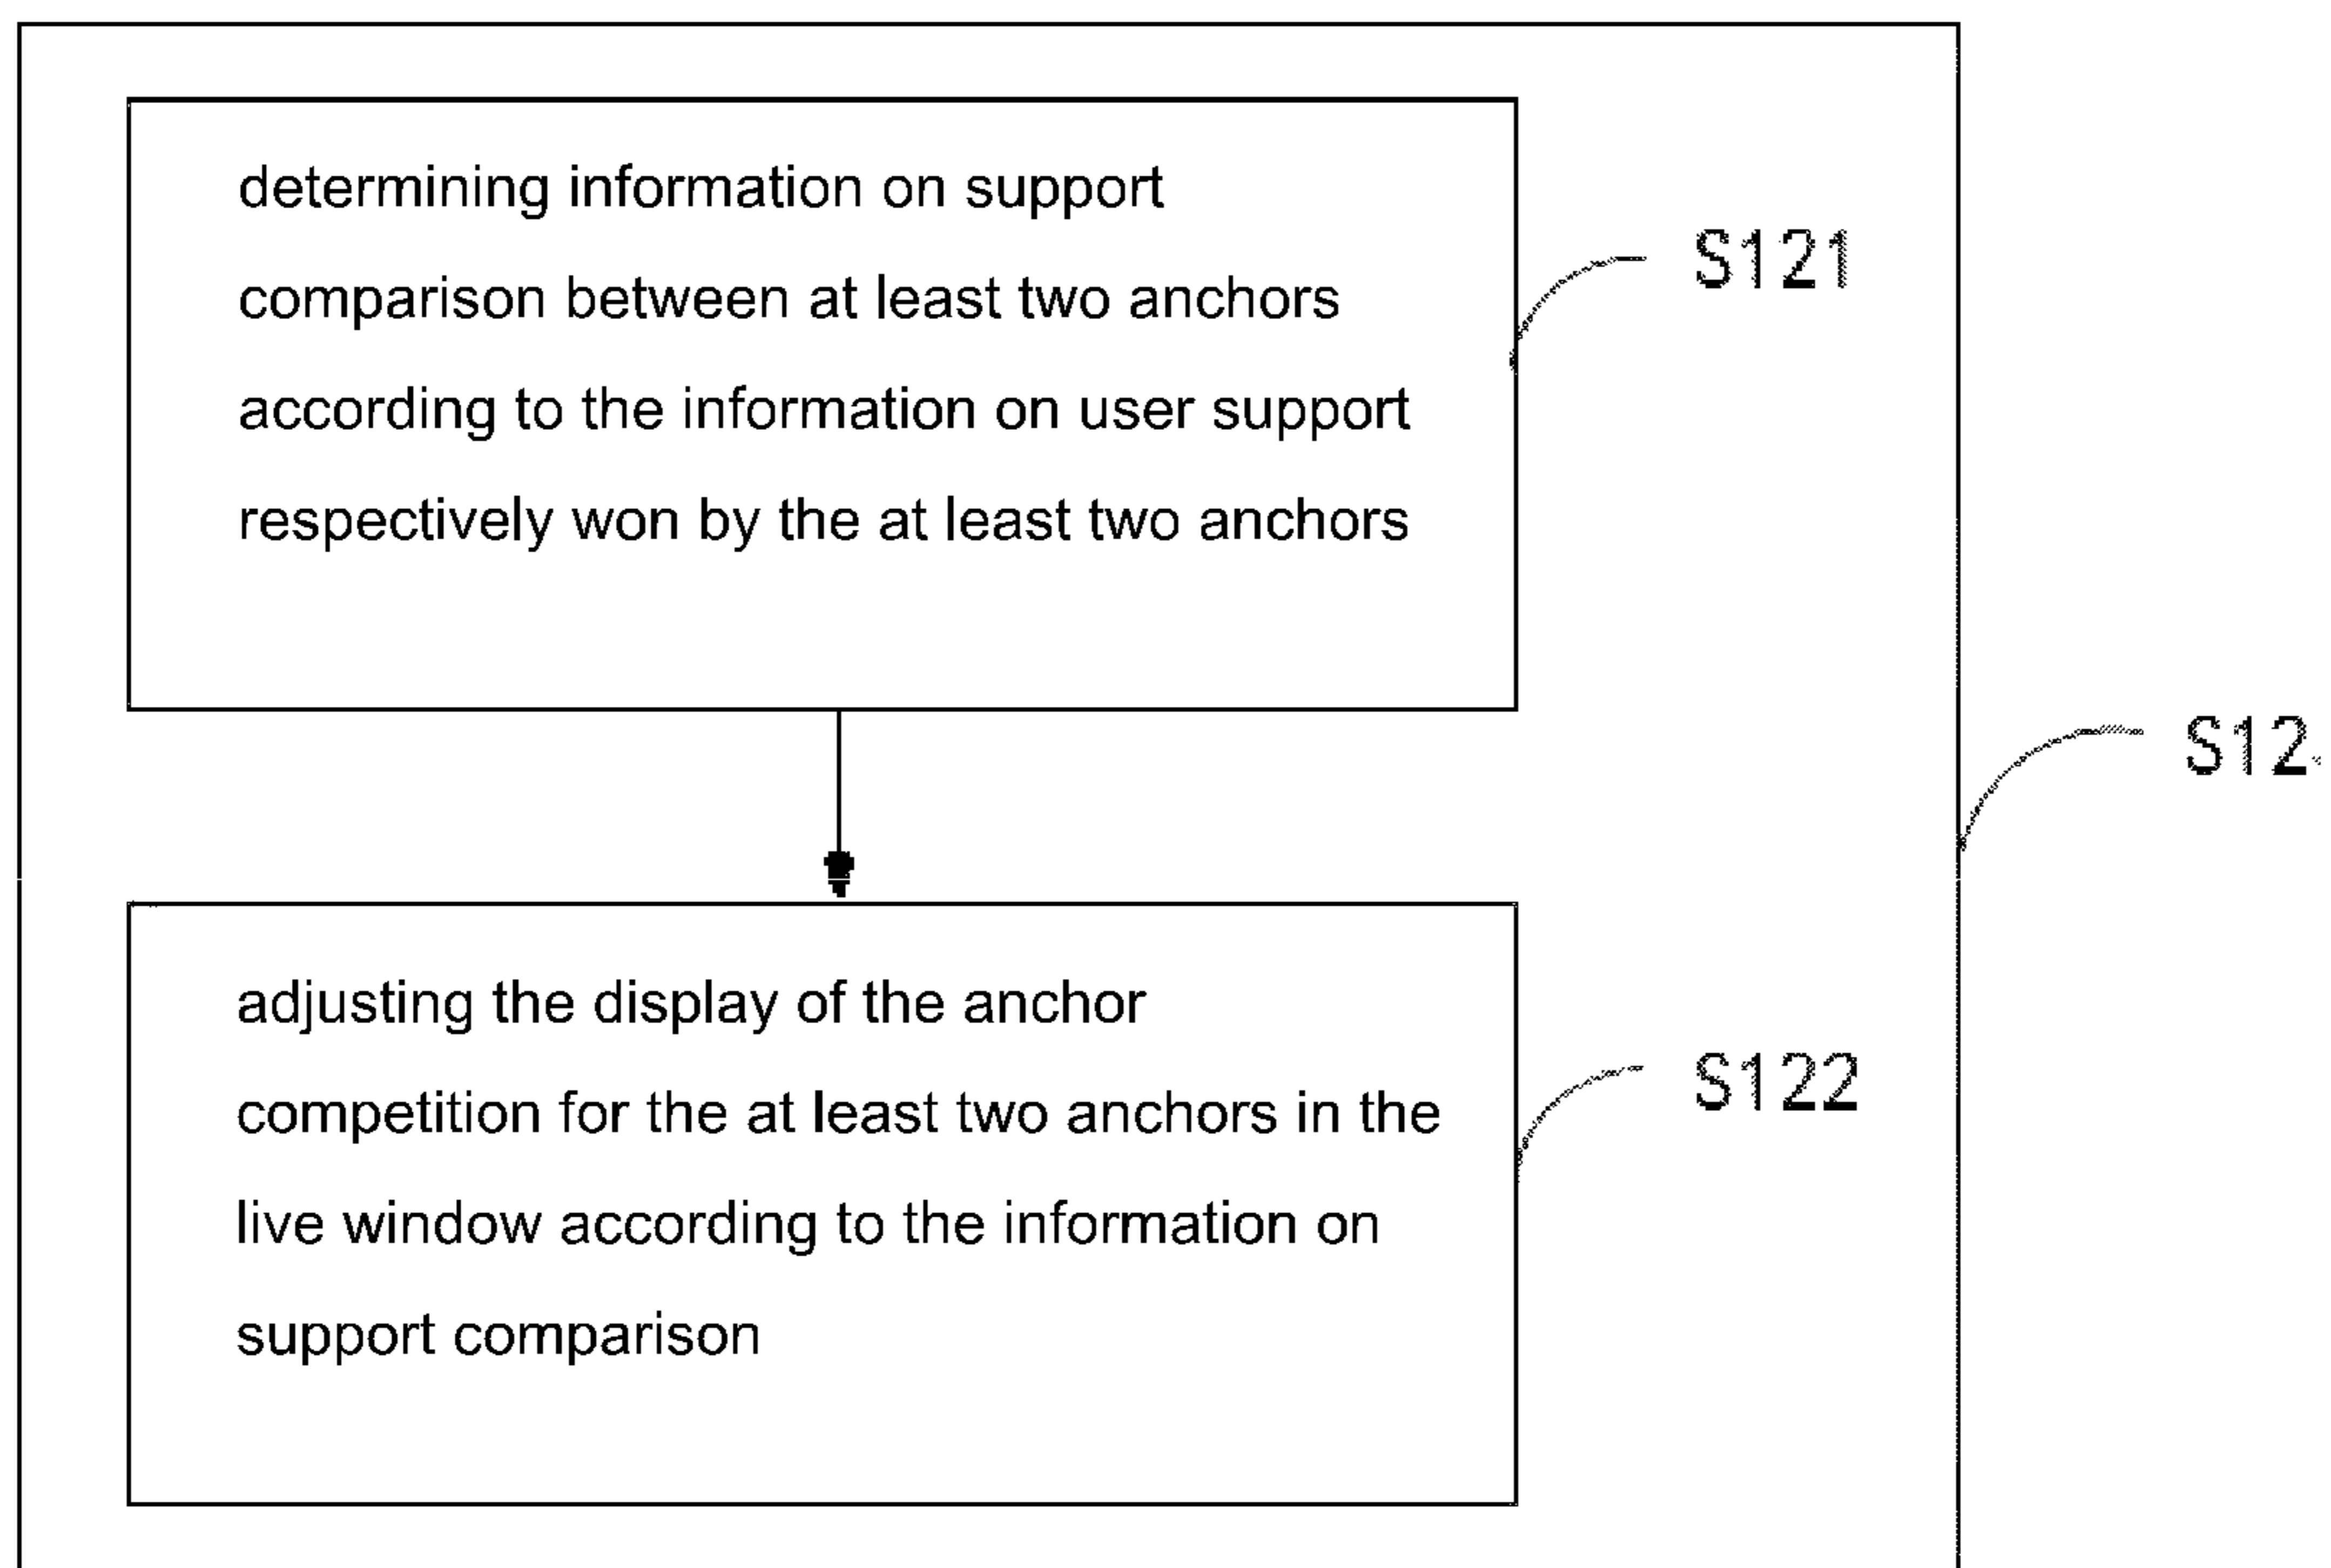 determining information on support
comparison between at least two anchors
according to the information on user support
respectively won by the at least two anchors
S121
S12
adjusting the display of the anchor
competition for the at least two anchors in the
live window according to the information on
support comparison
S122